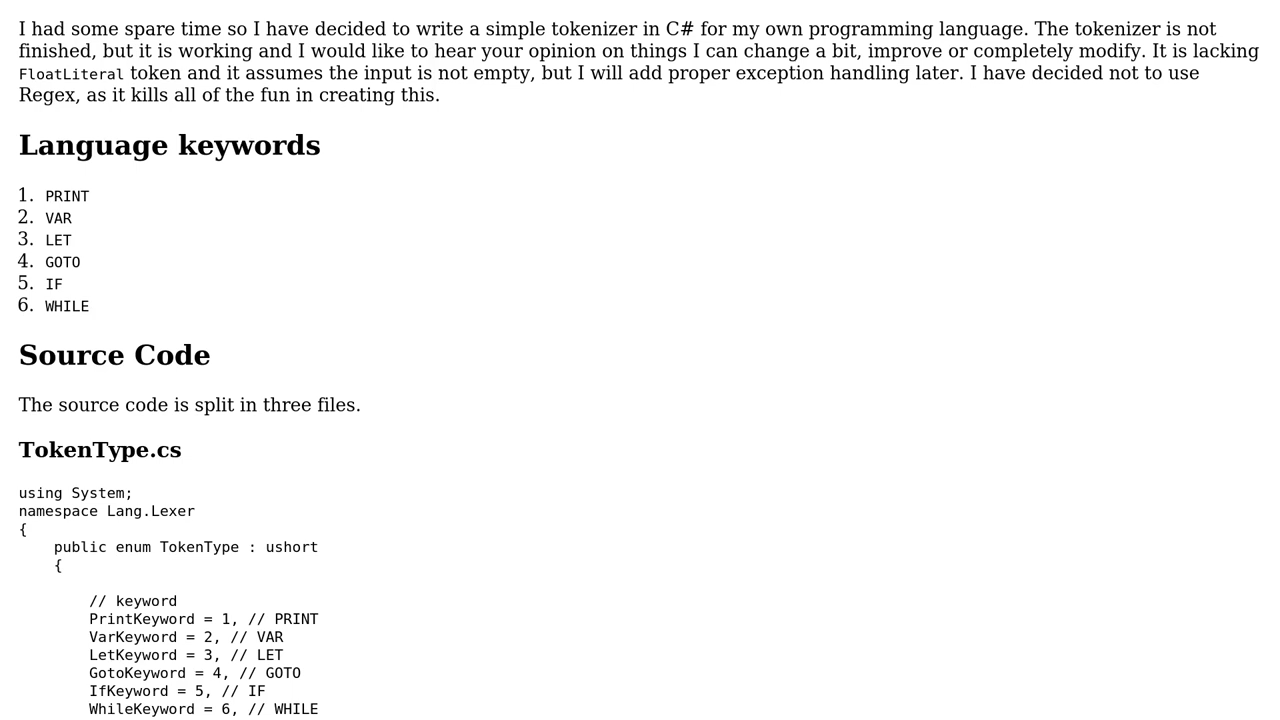 I had some spare time so I have decided to write a simple tokenizer in C# for my own programming language. The tokenizer is not
finished, but it is working and I would like to hear your opinion on things I can change a bit, improve or completely modify. It is lacking
FloatLiteral token and it assumes the input is not empty, but I will add proper exception handling later. I have decided not to use
Regex, as it kills all of the fun in creating this.
Language keywords
1. PRINT
2. VAR
3. LET
4. GOTO
5. IF
6. WHILE
Source Code
The source code is split in three files.
TokenType.cs
using System;
namespace Lang.Lexer
{
    public enum TokenType : ushort
    {
        // keyword
        PrintKeyword = 1, // PRINT
        VarKeyword = 2, // VAR
        LetKeyword = 3, // LET
        GotoKeyword = 4, // GOTO
        IfKeyword = 5, // IF
        WhileKeyword = 6, // WHILE